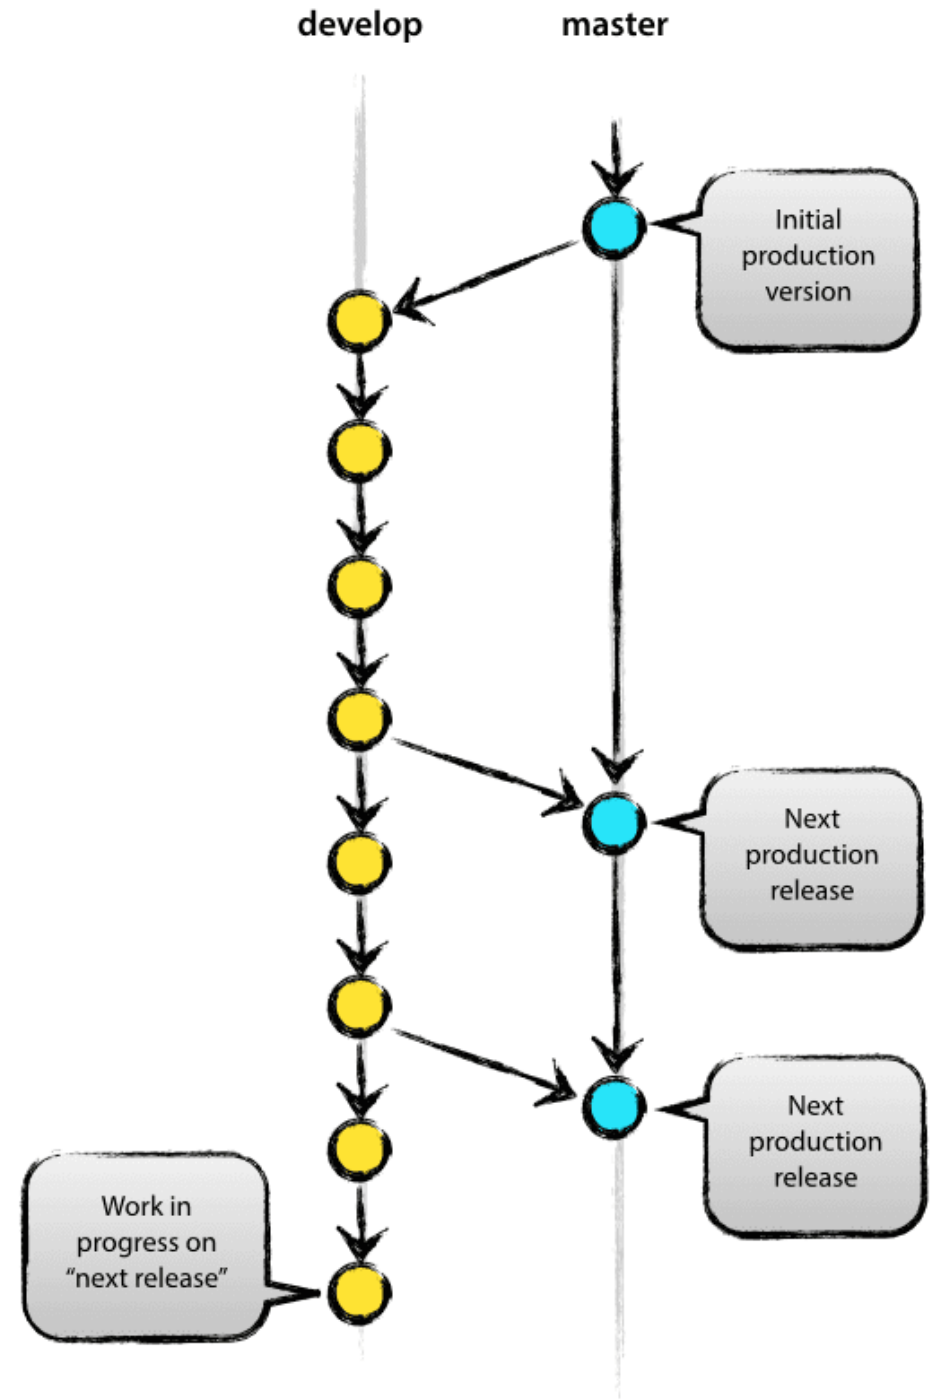 develop
master
Initial
production
version
Next
production
release
Next
production
release
Work in
progress on
“next release”